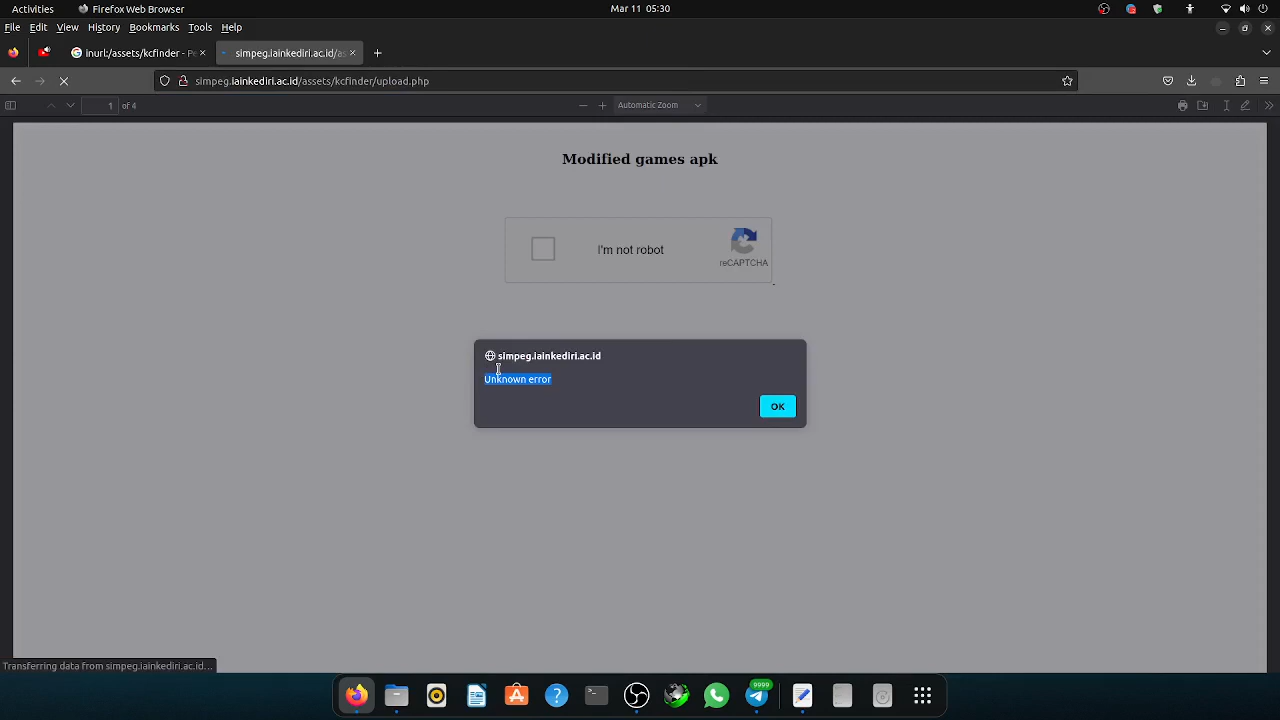 Activities
Firefox Web Browser
Mar 11 05:30
File Edit View History Bookmarks Tools Help
inurl:/assets/kcfinder - Pe
simpeg.iainkediri.ac.id/as
simpeg.iainkediri.ac.id/assets/kcfinder/upload.php
1 of 4
Automatic Zoom
Modified games apk
I'm not robot
reCAPTCHA
simpeg.iainkediri.ac.id
Unknown error
OK
Transferring data from simpeg.iainkediri.ac.id...
9999